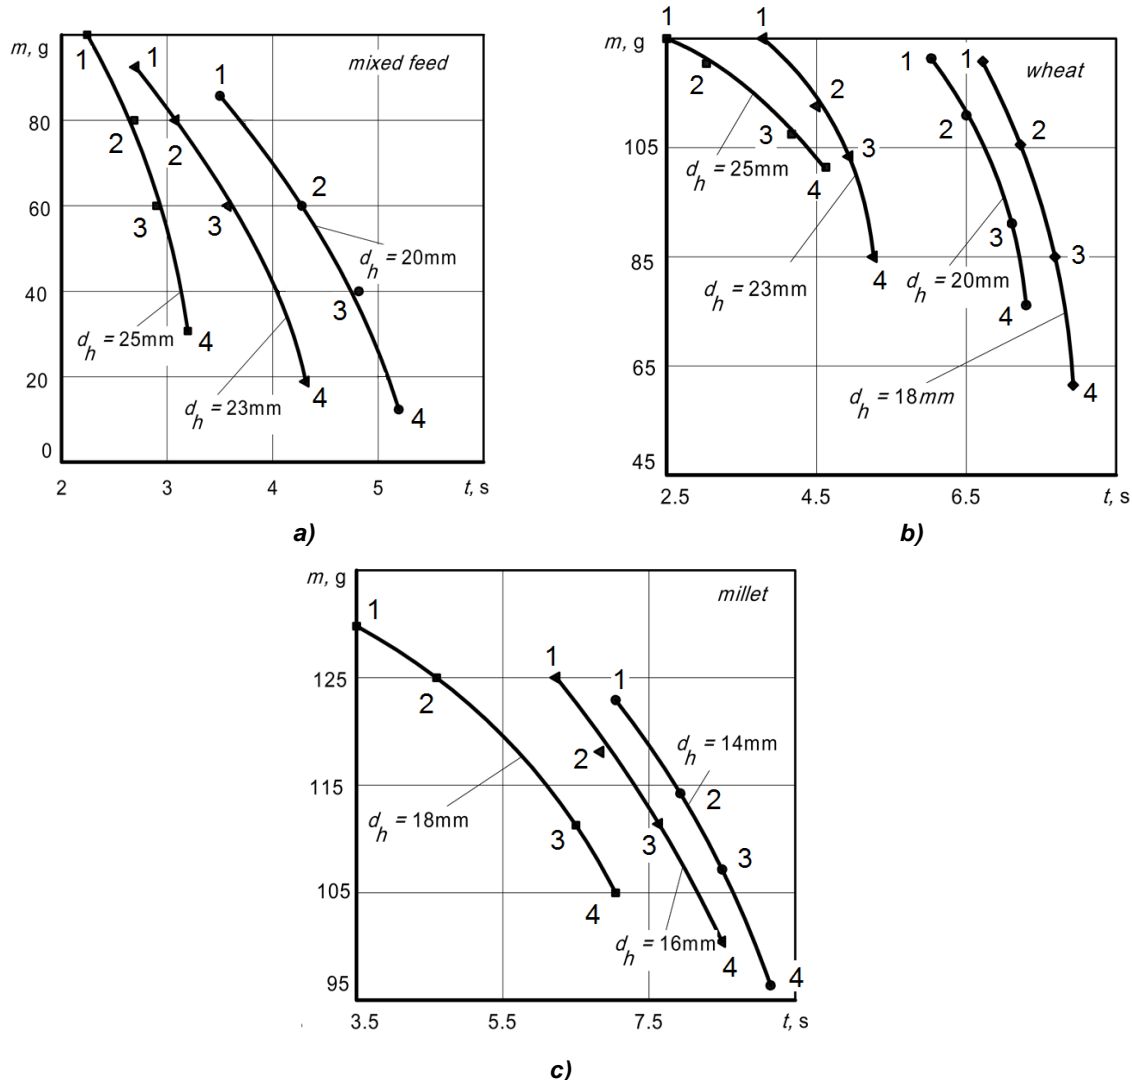 m, g
mixed feed
1
1
1
80
2
2
2
60
3
3
d_h = 20mm
40
3
d_h = 25mm
4
20
d_h = 23mm
4
4
0
2
3
4
5
t, s
a)
1
1
m, g
1
1
wheat
2
2
2
2
105
3
3
d_h = 25mm
4
3
3
85
4
d_h = 20mm
d_h = 23mm
4
65
d_h = 18mm
4
45
2.5
4.5
6.5
t, s
b)
m, g
millet
1
1
1
125
2
d_h = 14mm
2
115
2
d_h = 18mm
3
3
3
105
4
d_h = 16mm
4
4
95
3.5
5.5
7.5
t, s
c)